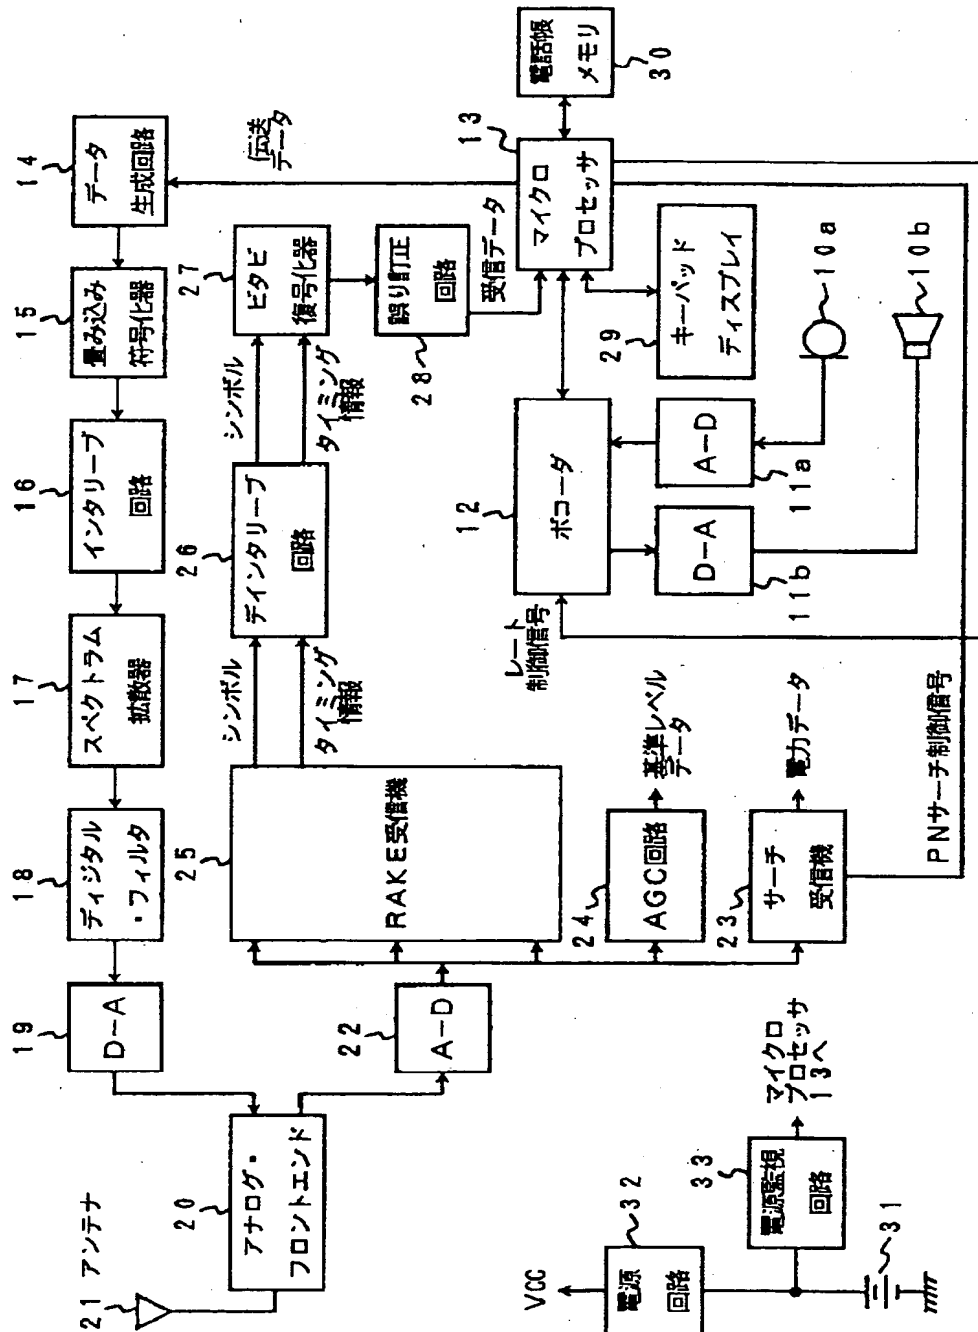 21 アンテナ
20
アナログ・
フロントエンド
19
D-A
18
ディジタル
・フィルタ
17
スペクトラム
拡散器
16
インタリーブ
回路
15
畳み込み
符号化器
14
データ
生成回路
伝送
データ
22
A-D
25
RAKE受信機
シンボル
タイミング
情報
26
ディンタリーブ
回路
シンボル
タイミング
情報
27
ビタビ
復号化器
28
誤り訂正
回路
受信データ
13
マイクロ
プロセッサ
電話帳
メモリ
30
24
AGC回路
基準レベル
データ
23
サーチ
受信機
電力データ
PNサーチ制御信号
レート
制御信号
12
ボコーダ
29
キーパッド
ディスプレイ
A-D
11a
D-A
11b
10a
10b
VCC
32
電源
回路
33
電源監視
回路
マイクロ
プロセッサ
13へ
31